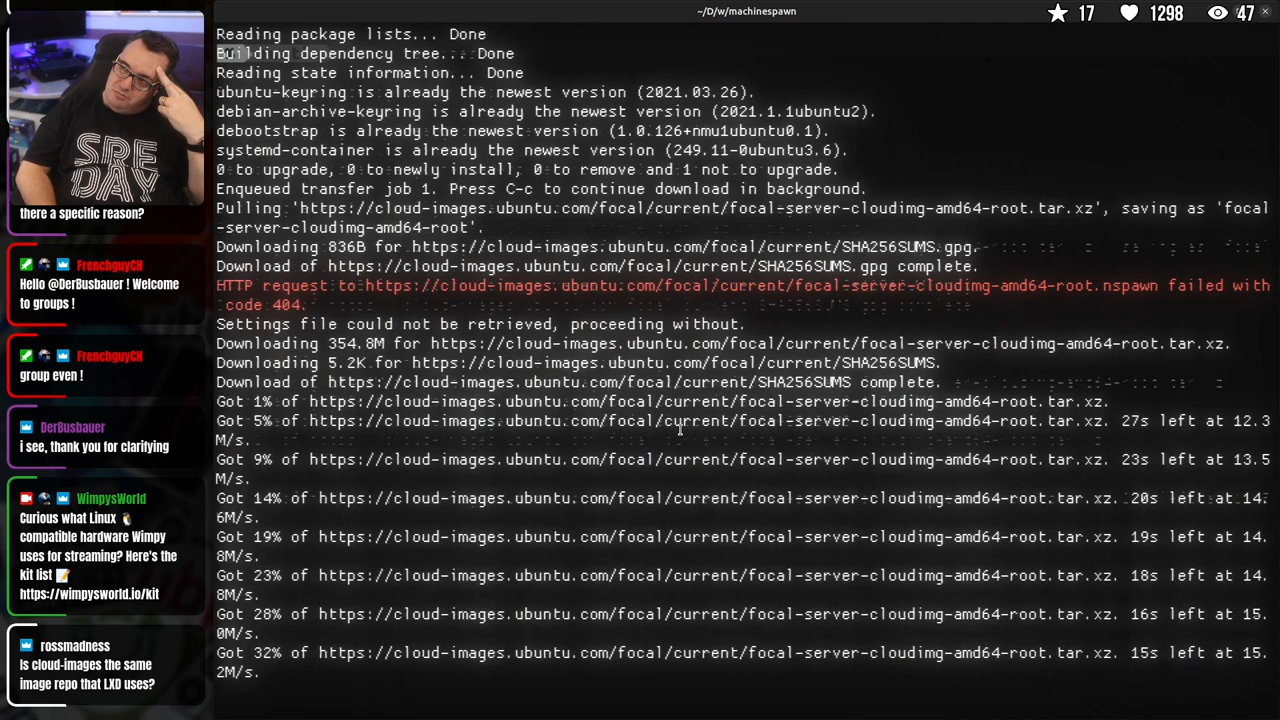 ~/D/w/machinespawn
17
1298
47
SRE
DAY
there a specific reason?
FrenchguyCH
Hello @DerBusbauer ! Welcome
to groups !
FrenchguyCH
group even !
DerBusbauer
i see, thank you for clarifying
WimpysWorld
Curious what Linux 🐧
compatible hardware Wimpy
uses for streaming? Here's the
kit list 📝
https://wimpysworld.io/kit
rossmadness
Is cloud-images the same
image repo that LXD uses?
Reading package lists... Done
Building dependency tree... Done
Reading state information... Done
ubuntu-keyring is already the newest version (2021.03.26).
debian-archive-keyring is already the newest version (2021.1.1ubuntu2).
debootstrap is already the newest version (1.0.126+nmu1ubuntu0.1).
systemd-container is already the newest version (249.11-0ubuntu3.6).
0 to upgrade, 0 to newly install, 0 to remove and 1 not to upgrade.
Enqueued transfer job 1. Press C-c to continue download in background.
Pulling 'https://cloud-images.ubuntu.com/focal/current/focal-server-cloudimg-amd64-root.tar.xz', saving as 'focal
-server-cloudimg-amd64-root'.
Downloading 836B for https://cloud-images.ubuntu.com/focal/current/SHA256SUMS.gpg.
Download of https://cloud-images.ubuntu.com/focal/current/SHA256SUMS.gpg complete.
HTTP request to https://cloud-images.ubuntu.com/focal/current/focal-server-cloudimg-amd64-root.nspawn failed with
code 404.
Settings file could not be retrieved, proceeding without.
Downloading 354.8M for https://cloud-images.ubuntu.com/focal/current/focal-server-cloudimg-amd64-root.tar.xz.
Downloading 5.2K for https://cloud-images.ubuntu.com/focal/current/SHA256SUMS.
Download of https://cloud-images.ubuntu.com/focal/current/SHA256SUMS complete.
Got 1% of https://cloud-images.ubuntu.com/focal/current/focal-server-cloudimg-amd64-root.tar.xz.
Got 5% of https://cloud-images.ubuntu.com/focal/current/focal-server-cloudimg-amd64-root.tar.xz. 27s left at 12.3
M/s.
Got 9% of https://cloud-images.ubuntu.com/focal/current/focal-server-cloudimg-amd64-root.tar.xz. 23s left at 13.5
M/s.
Got 14% of https://cloud-images.ubuntu.com/focal/current/focal-server-cloudimg-amd64-root.tar.xz. 20s left at 14.
6M/s.
Got 19% of https://cloud-images.ubuntu.com/focal/current/focal-server-cloudimg-amd64-root.tar.xz. 19s left at 14.
8M/s.
Got 23% of https://cloud-images.ubuntu.com/focal/current/focal-server-cloudimg-amd64-root.tar.xz. 18s left at 14.
8M/s.
Got 28% of https://cloud-images.ubuntu.com/focal/current/focal-server-cloudimg-amd64-root.tar.xz. 16s left at 15.
0M/s.
Got 32% of https://cloud-images.ubuntu.com/focal/current/focal-server-cloudimg-amd64-root.tar.xz. 15s left at 15.
2M/s.